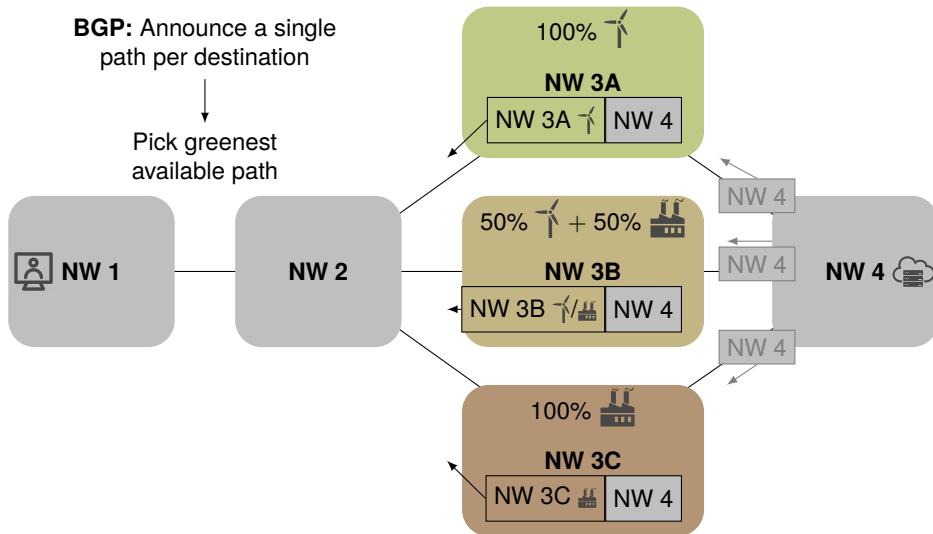 BGP: Announce a single
path per destination
Pick greenest
available path
100%
NW 3A
NW 3A NW 4
NW 4
50% + 50%
NW 3B
NW 3B / NW 4
NW 4
NW 1
NW 2
NW 4
NW 4
100%
NW 3C
NW 3C NW 4